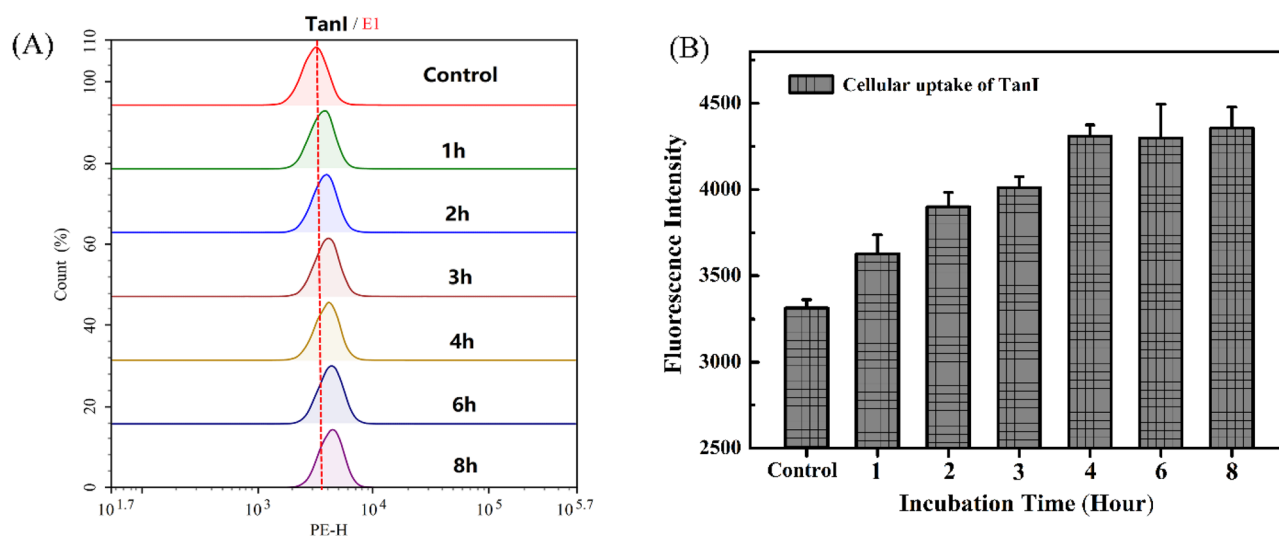 (A)
TanI / E1
Count (%)
110
100
80
60
40
20
0
Control
1h
2h
3h
4h
6h
8h
10^1.7
10^3
10^4
10^5
10^5.7
PE-H
(B)
Cellular uptake of TanI
Fluorescence Intensity
4500
4000
3500
3000
2500
Control
1
2
3
4
6
8
Incubation Time (Hour)